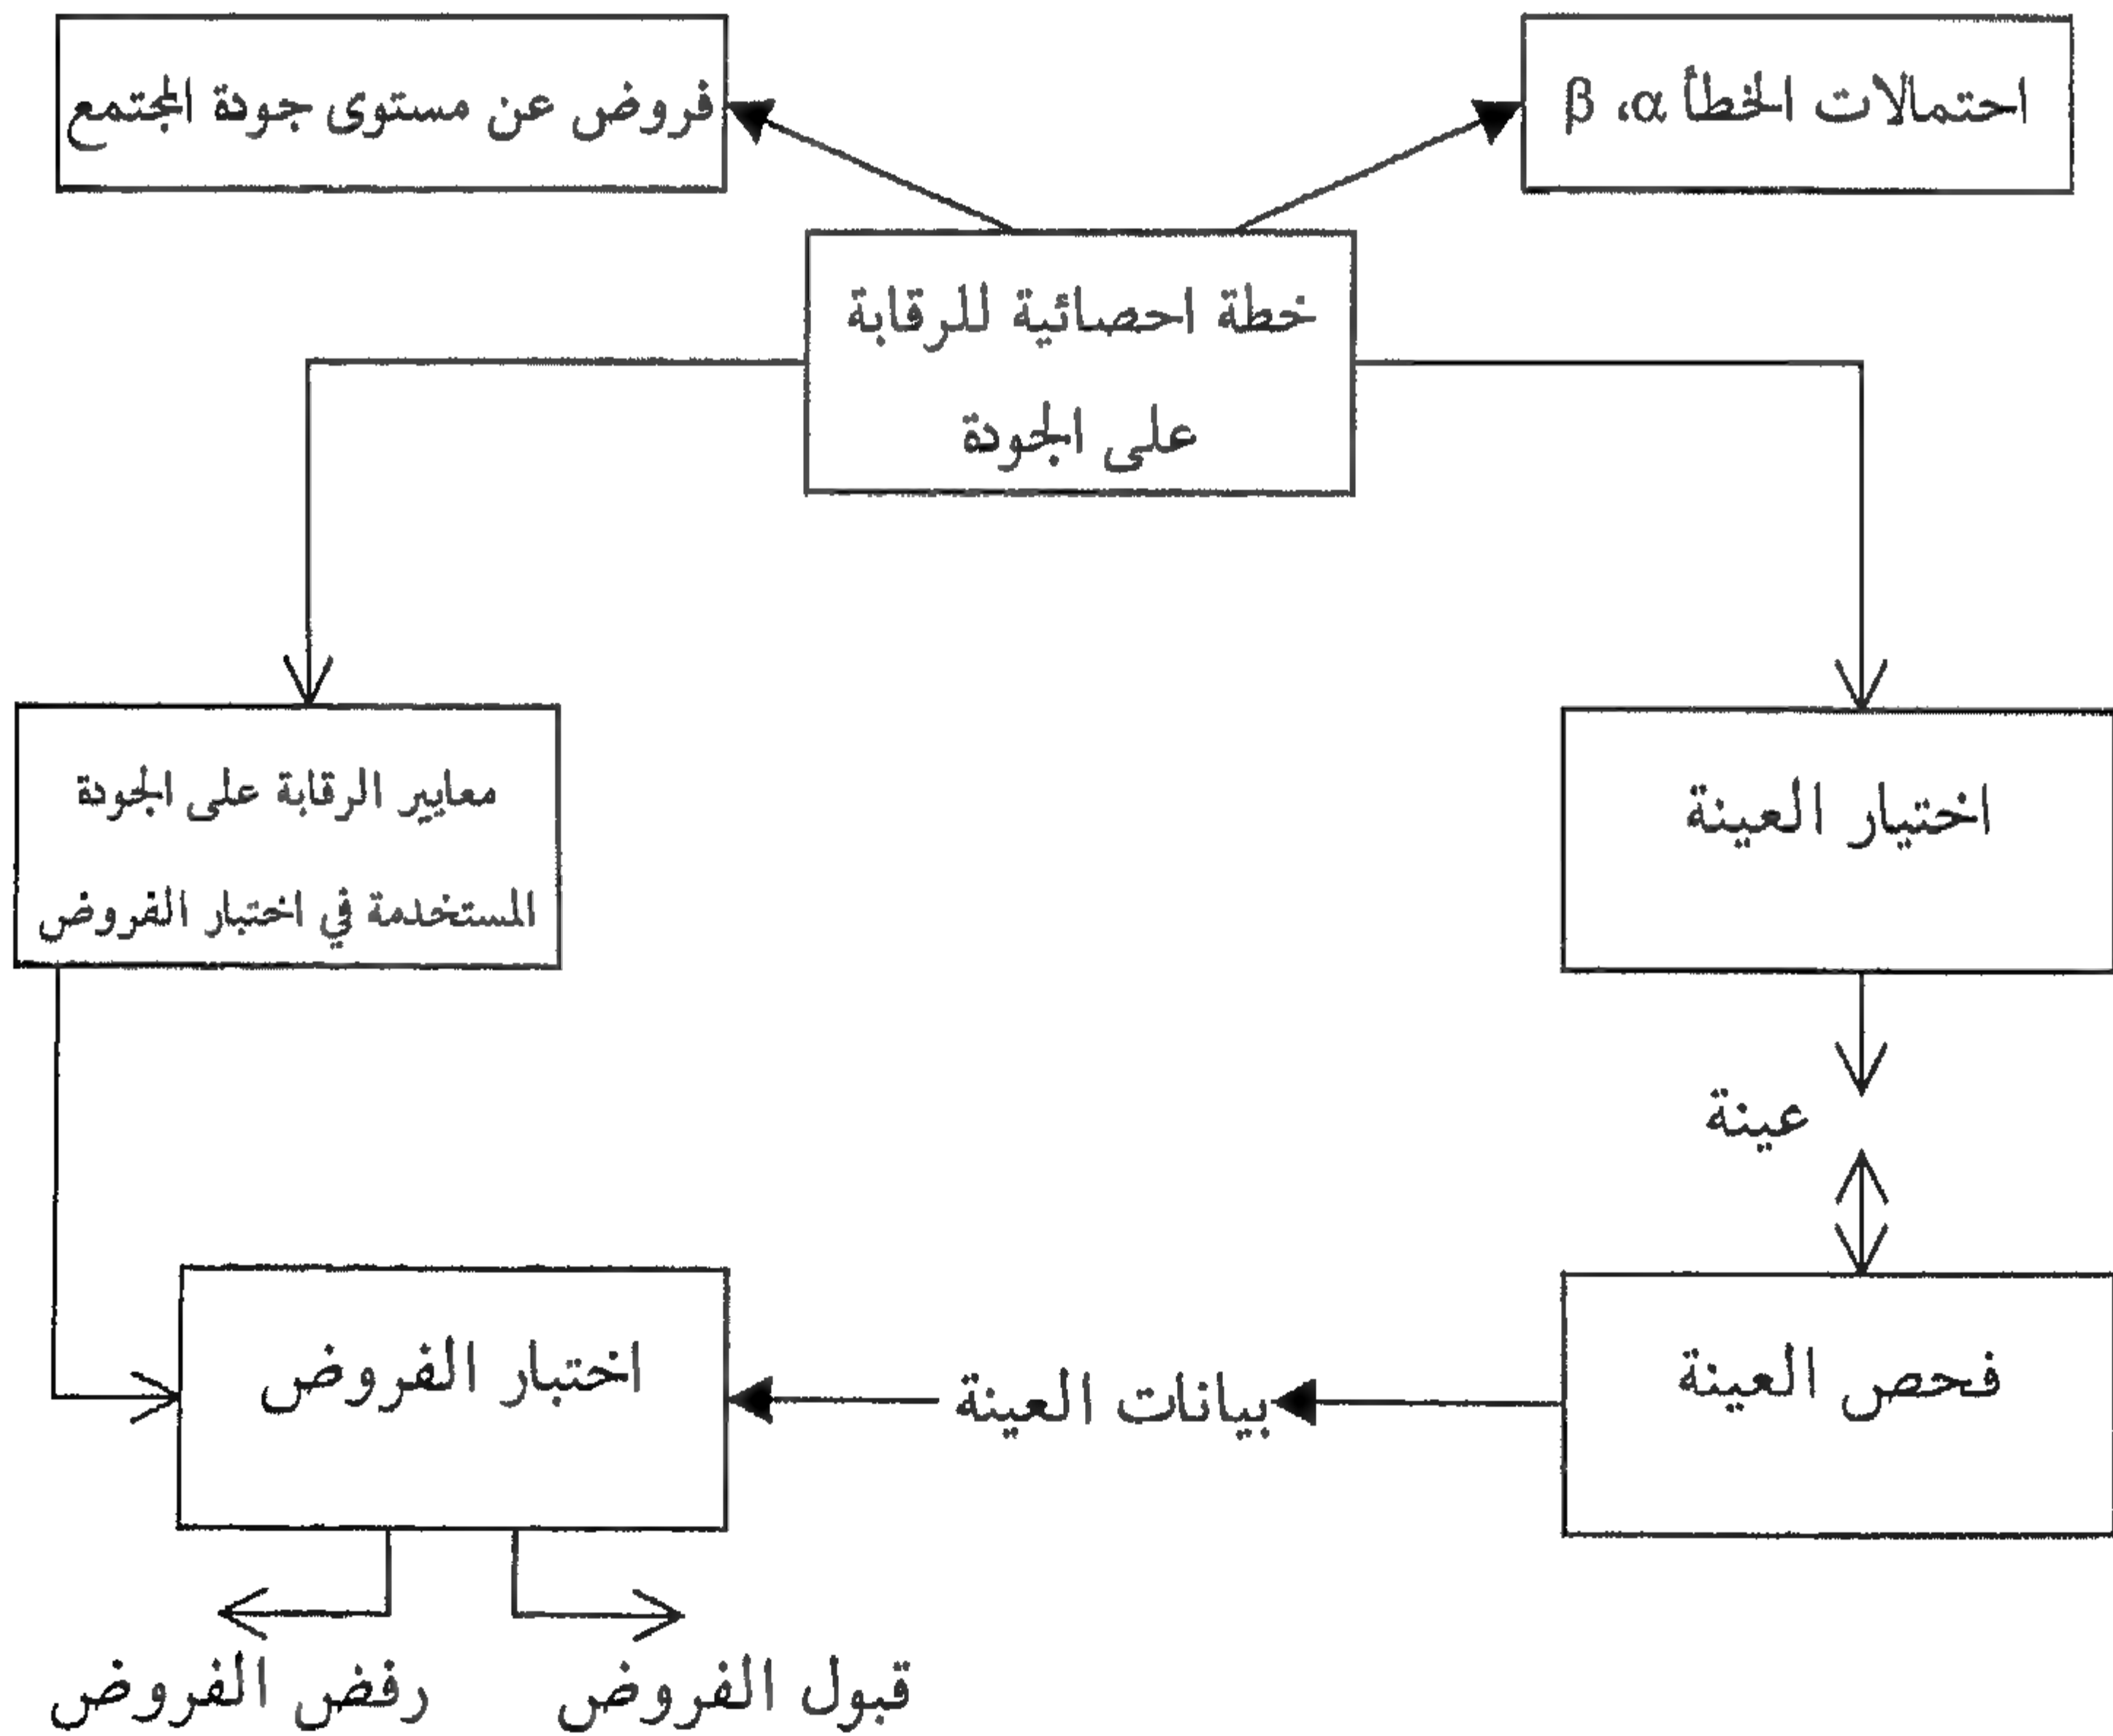 احتمالات الخطأ α، β
فروض عن مستوى جودة المجتمع
خطة احصائية للرقابة
على الجودة
اختيار العينة
معايير الرقابة على الجودة
المستخدمة في اختبار الفروض
عينة
فحص العينة
بيانات العينة
اختبار الفروض
قبول الفروض
رفض الفروض